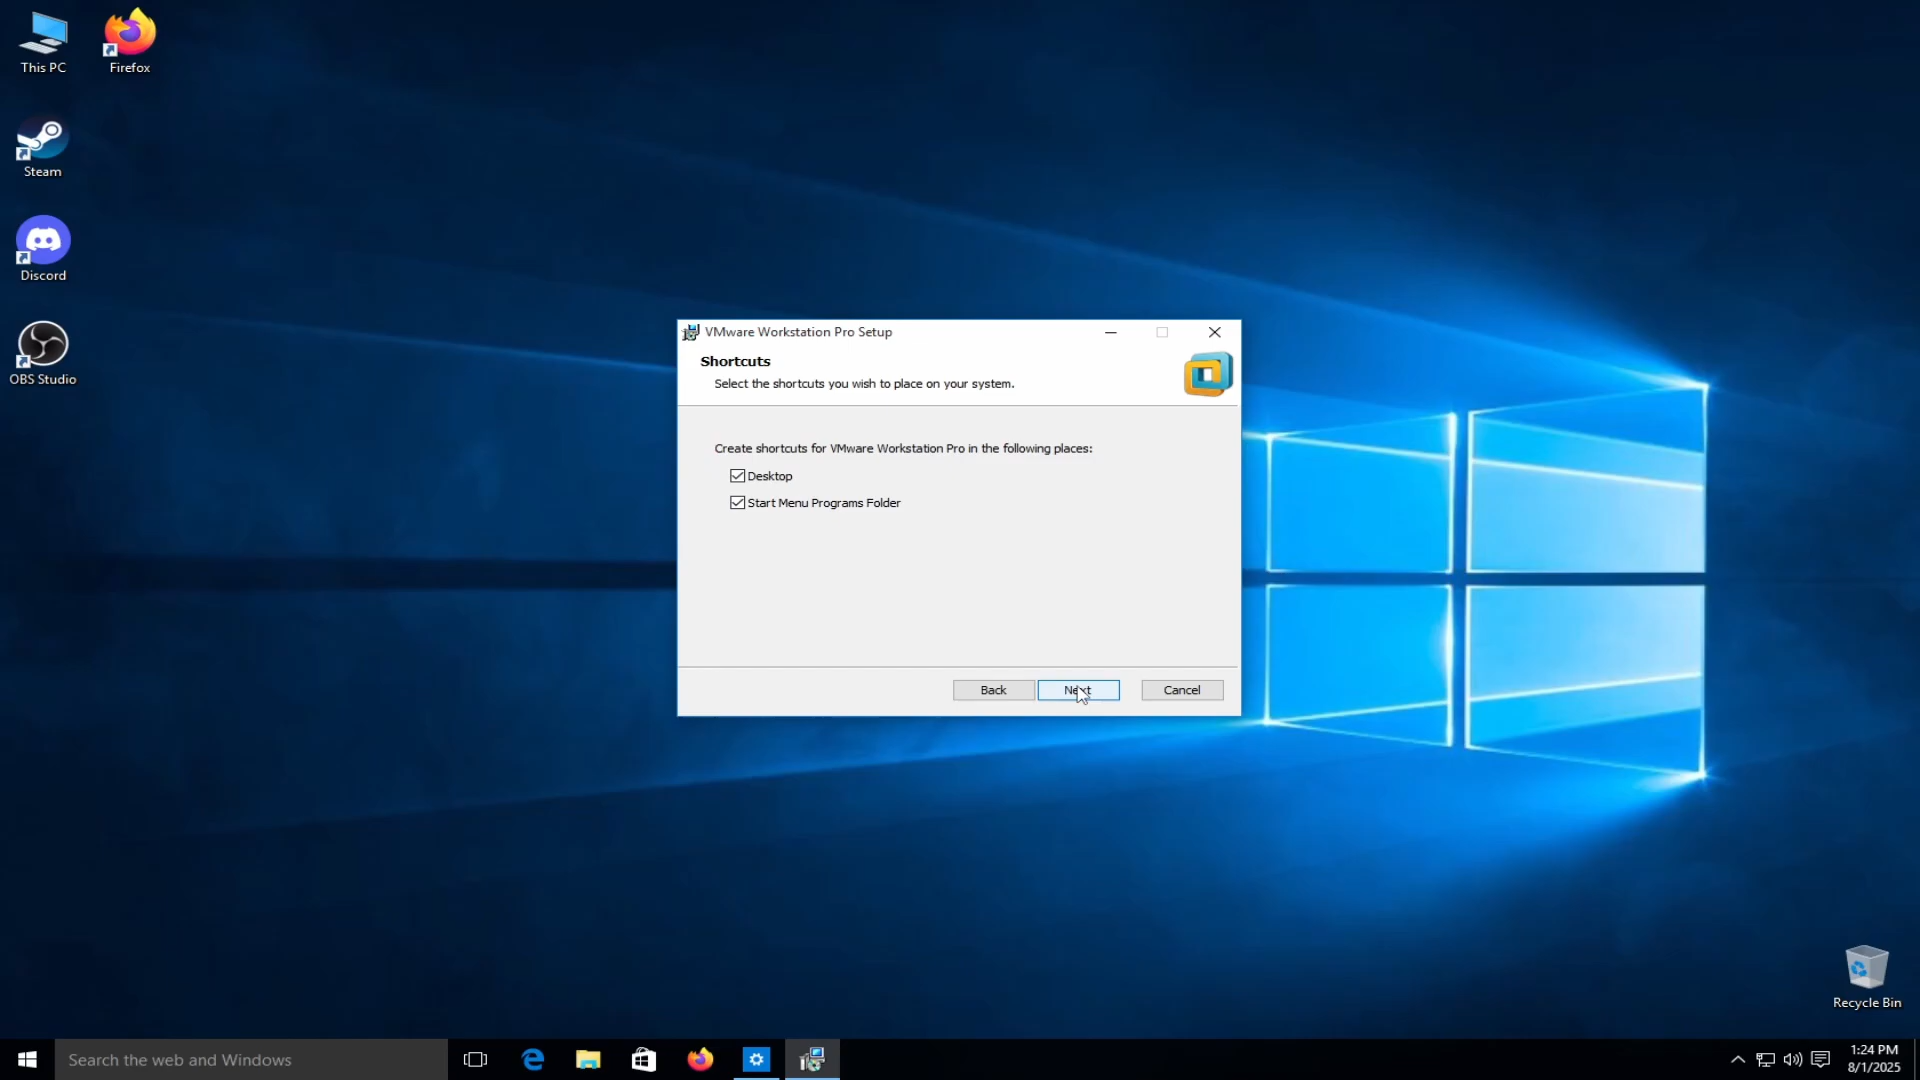 This PC
Firefox
Steam
Discord
OBS Studio
VMware Workstation Pro Setup
Shortcuts
Select the shortcuts you wish to place on your system.
Create shortcuts for VMware Workstation Pro in the following places:
Desktop
Start Menu Programs Folder
Back
Next
Cancel
Recycle Bin
Search the web and Windows
1:24 PM
8/1/2025